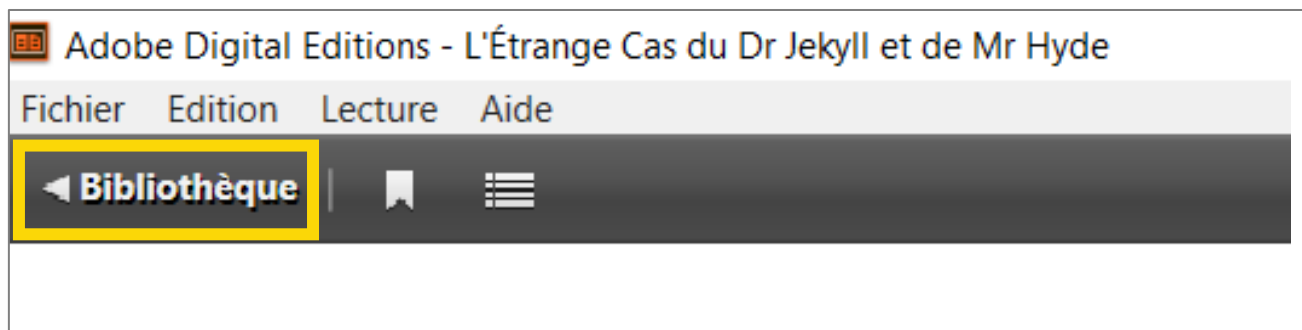 Adobe Digital Editions - L'Étrange Cas du Dr Jekyll et de Mr Hyde
Fichier Edition Lecture Aide
Bibliothèque